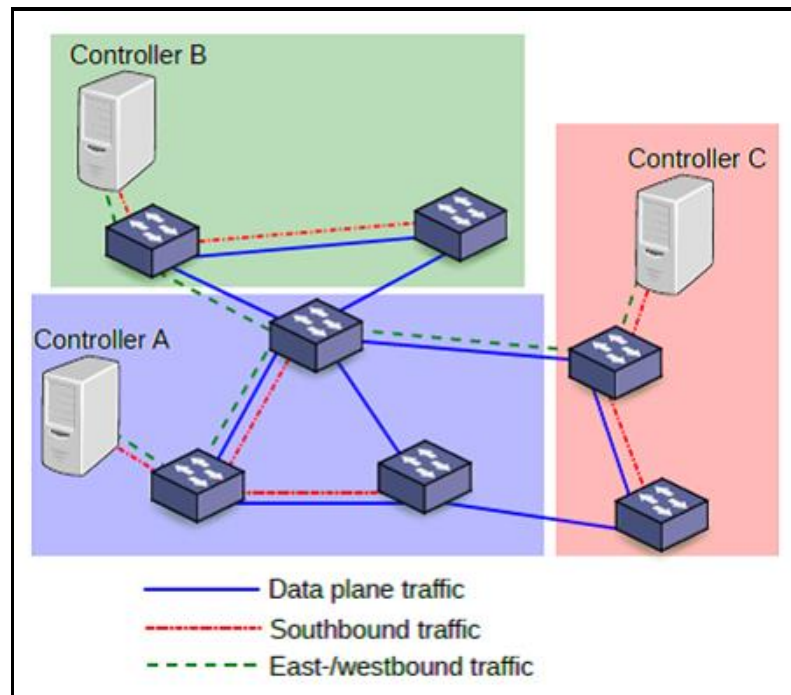 Controller B
Controller C
Controller A
Data plane traffic
Southbound traffic
East-/westbound traffic